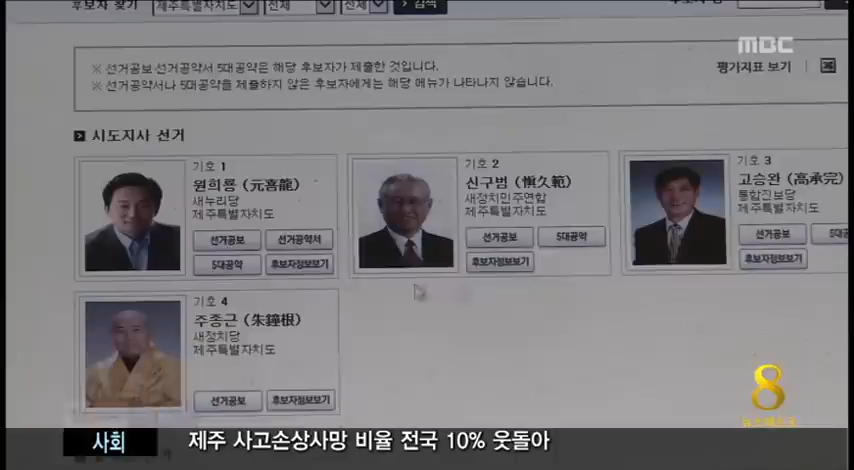 후보자 찾기 제주특별자치도 전체 전체 > 검색
MBC
※ 선거공보·선거공약서·5대공약은 해당 후보자가 제출한 것입니다.
※ 선거공약서나 5대공약을 제출하지 않은 후보자에게는 해당 메뉴가 나타나지 않습니다.
평가지표 보기
시도지사 선거
기호 1
원희룡 (元喜龍)
새누리당
제주특별자치도
선거공보 선거공약서
5대공약 후보자정보보기
기호 2
신구범 (愼久範)
새정치민주연합
제주특별자치도
선거공보 5대공약
후보자정보보기
기호 3
고승완 (高承完)
통합진보당
제주특별자치도
선거공보
후보자정보보기
기호 4
주종근 (朱鐘根)
새정치당
제주특별자치도
선거공보 후보자정보보기
8
뉴스데스크
사회 제주 사고손상사망 비율 전국 10% 웃돌아